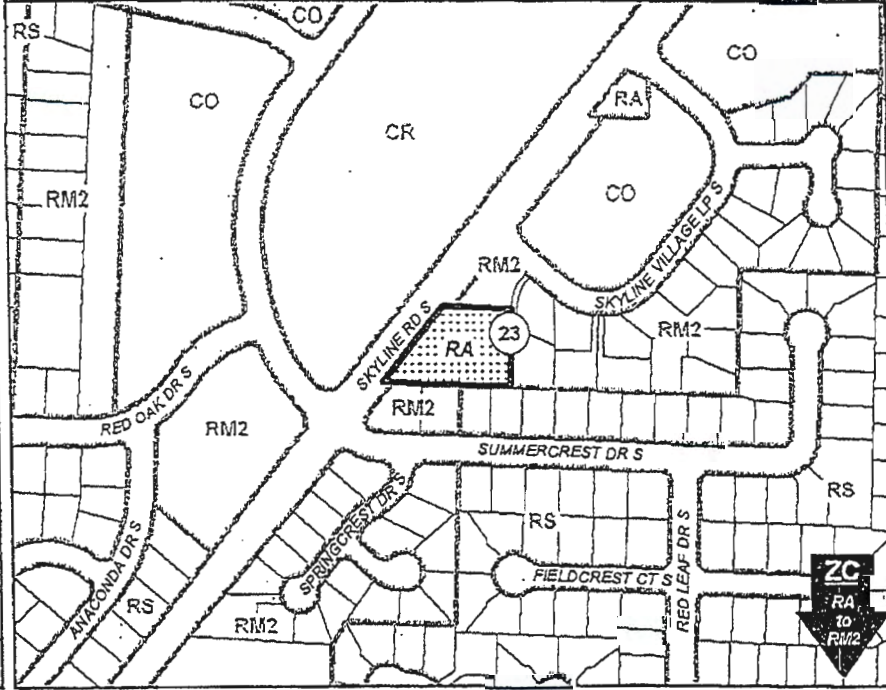 CO
RS
CO
CO
RA
CR
RM2
CO
SKYLINE VILLAGE LP S
RM2
SKYLINE RD S
23
RM2
RA
RM2
RED OAK DR S
RM2
SUMMERCREST DR S
RS
SPRINGCREST DR S
RS
RED LEAF DR S
FIELDCREST CT S
ANACONDA DR S
RS
RM2
ZC
RA
to
RM2